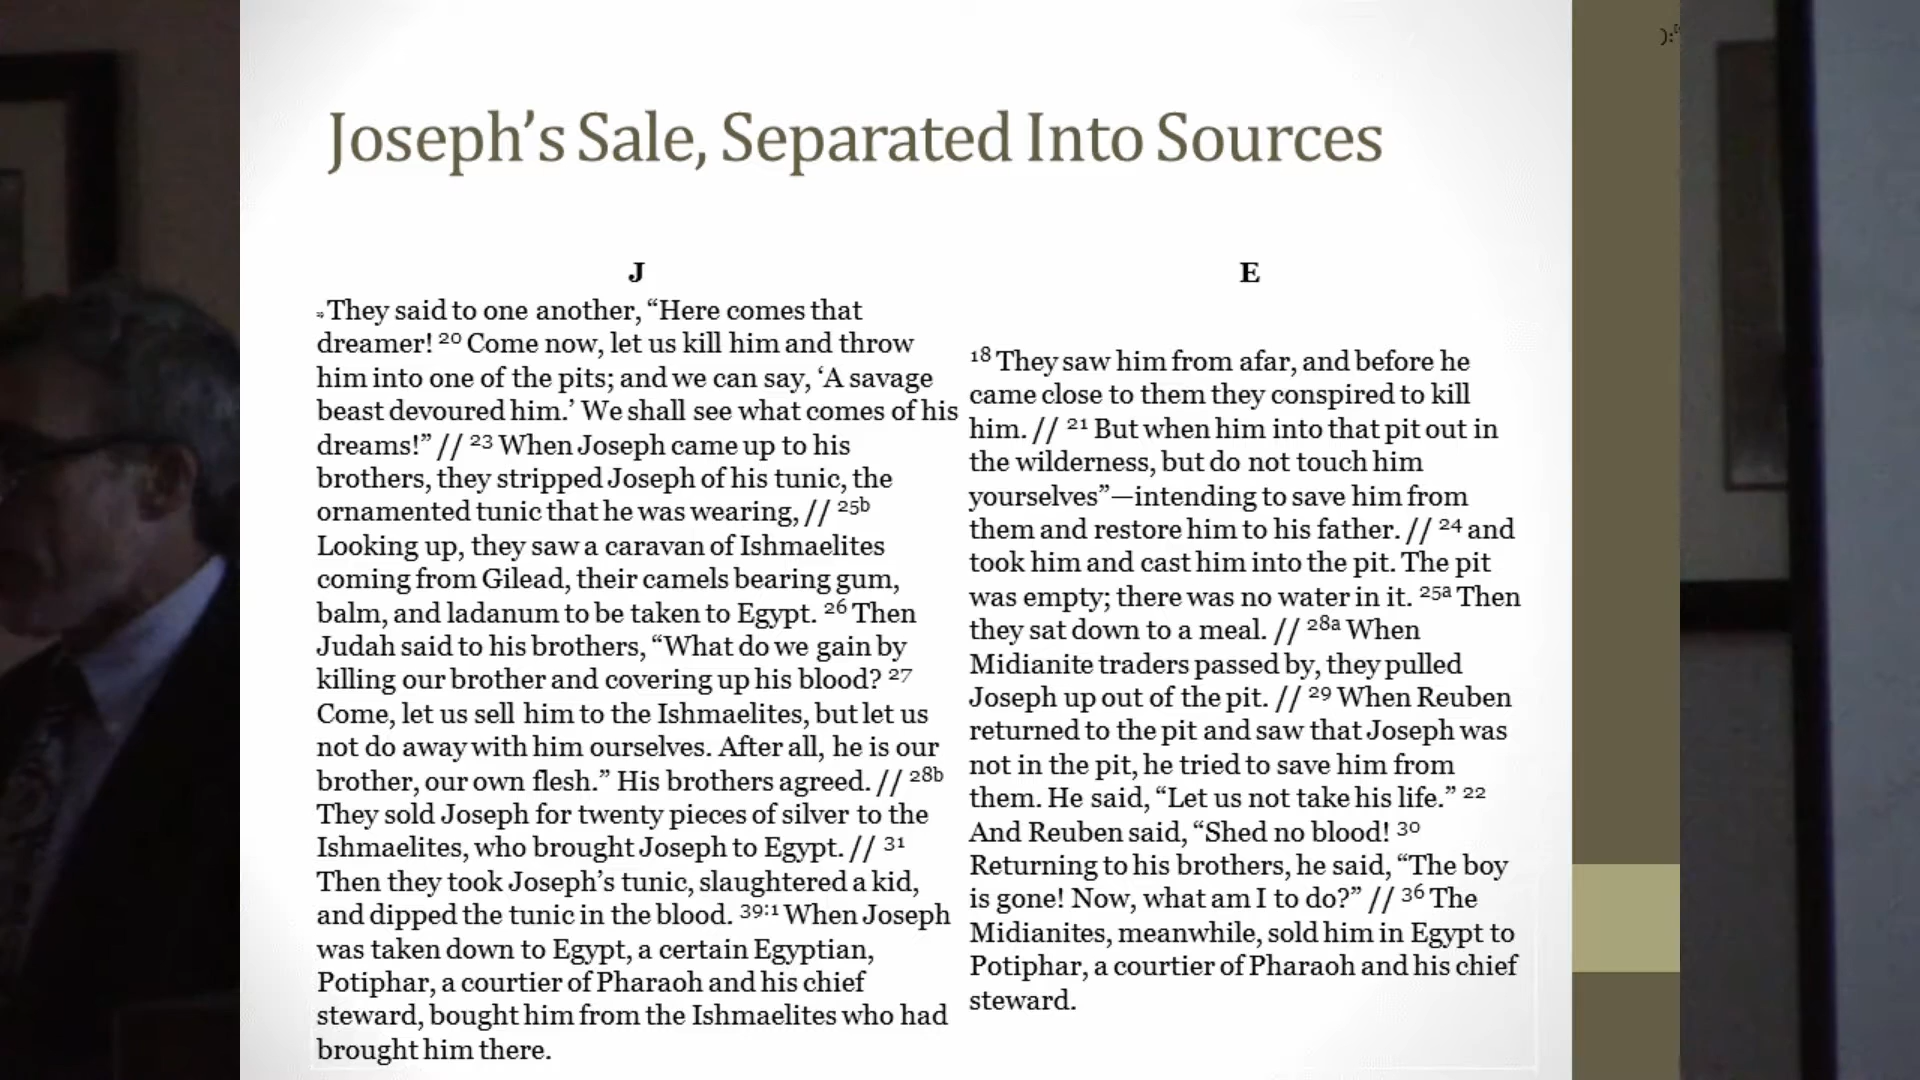 Joseph's Sale, Separated Into Sources
J
They said to one another, “Here comes that
dreamer! 20 Come now, let us kill him and throw
him into one of the pits; and we can say, ‘A savage
beast devoured him.’ We shall see what comes of his
dreams!” // 23 When Joseph came up to his
brothers, they stripped Joseph of his tunic, the
ornamented tunic that he was wearing, // 25b
Looking up, they saw a caravan of Ishmaelites
coming from Gilead, their camels bearing gum,
balm, and ladanum to be taken to Egypt. 26 Then
Judah said to his brothers, “What do we gain by
killing our brother and covering up his blood? 27
Come, let us sell him to the Ishmaelites, but let us
not do away with him ourselves. After all, he is our
brother, our own flesh.” His brothers agreed. // 28b
They sold Joseph for twenty pieces of silver to the
Ishmaelites, who brought Joseph to Egypt. // 31
Then they took Joseph’s tunic, slaughtered a kid,
and dipped the tunic in the blood. 39:1 When Joseph
was taken down to Egypt, a certain Egyptian,
Potiphar, a courtier of Pharaoh and his chief
steward, bought him from the Ishmaelites who had
brought him there.
E
18 They saw him from afar, and before he
came close to them they conspired to kill
him. // 21 But when him into that pit out in
the wilderness, but do not touch him
yourselves”—intending to save him from
them and restore him to his father. // 24 and
took him and cast him into the pit. The pit
was empty; there was no water in it. 25a Then
they sat down to a meal. // 28a When
Midianite traders passed by, they pulled
Joseph up out of the pit. // 29 When Reuben
returned to the pit and saw that Joseph was
not in the pit, he tried to save him from
them. He said, “Let us not take his life.” 22
And Reuben said, “Shed no blood! 30
Returning to his brothers, he said, “The boy
is gone! Now, what am I to do?” // 36 The
Midianites, meanwhile, sold him in Egypt to
Potiphar, a courtier of Pharaoh and his chief
steward.